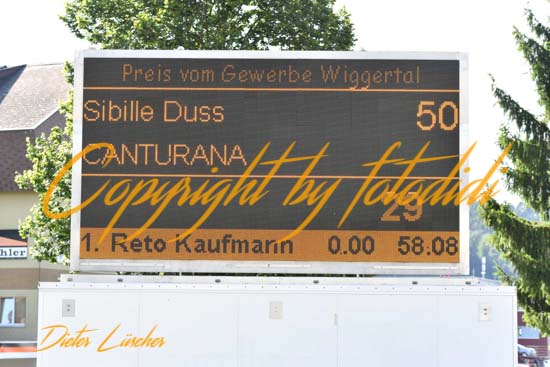 Preis vom Gewerbe Wiggertal
Sibille Duss 50
CANTURANA
Copyright by fotodidi
29
1. Reto Kaufmann 0.00 58:08
hler
Dieter Lüscher